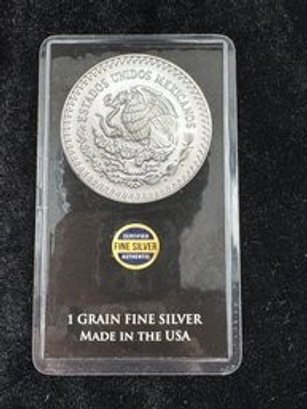 ESTADOS UNIDOS MEXICANOS
CERTIFIED
FINE SILVER
AUTHENTIC
1 GRAIN FINE SILVER
MADE IN THE USA